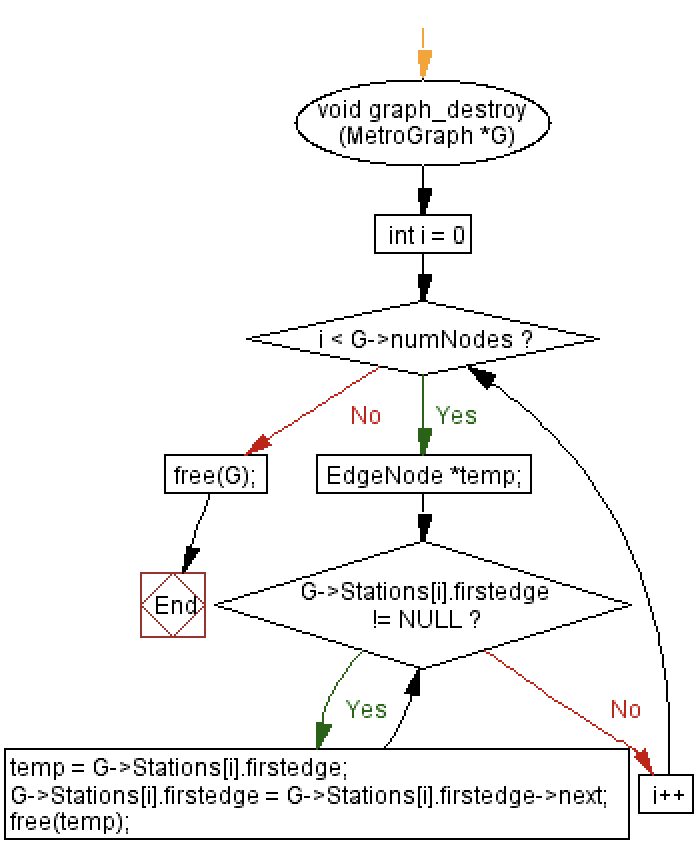 void graph_destroy
(MetroGraph *G)
int i = 0
i < G->numNodes ?
No
Yes
free(G);
EdgeNode *temp;
End
G->Stations[i].firstedge
!= NULL ?
Yes
No
temp = G->Stations[i].firstedge;
G->Stations[i].firstedge = G->Stations[i].firstedge->next;
free(temp);
i++